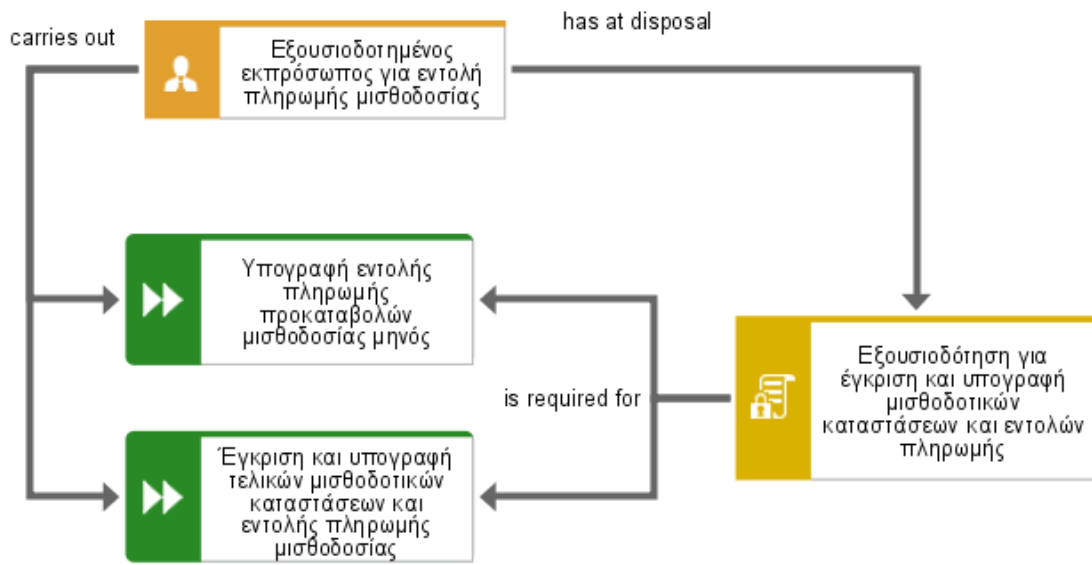 carries out
has at disposal
Εξουσιοδοτημένος
εκπρόσωπος για εντολή
πληρωμής μισθοδοσίας
Υπογραφή εντολής
πληρωμής
προκαταβολών
μισθοδοσίας μηνός
is required for
Εξουσιοδότηση για
έγκριση και υπογραφή
μισθοδοτικών
καταστάσεων και εντολών
πληρωμής
Έγκριση και υπογραφή
τελικών μισθοδοτικών
καταστάσεων και
εντολής πληρωμής
μισθοδοσίας